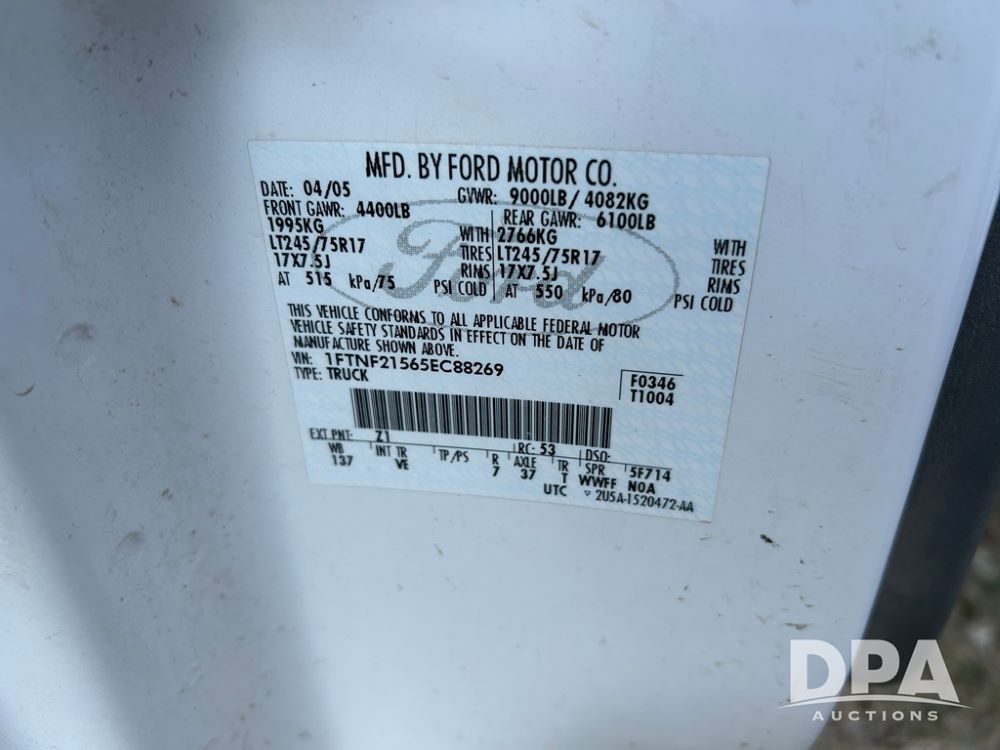 MFD. BY FORD MOTOR CO.
DATE: 04/05 GVWR: 9000LB/ 4082KG
FRONT GAWR: 4400LB REAR GAWR: 6100LB
1995KG WITH 2766KG WITH
LT245/75R17 TIRES LT245/75R17 TIRES
17X7.5J RIMS 17X7.5J RIMS
AT 515 kPa/75 PSI COLD AT 550 kPa/80 PSI COLD
Ford
THIS VEHICLE CONFORMS TO ALL APPLICABLE FEDERAL MOTOR
VEHICLE SAFETY STANDARDS IN EFFECT ON THE DATE OF
MANUFACTURE SHOWN ABOVE.
VIN: 1FTNF21565EC88269
TYPE: TRUCK
F0346
T1004
EXT PNT: Z1 RC: 53 DSO:
WB INT TR TP/PS R AXLE TR SPR 5F714
137 VE 7 37 T WWFF N0A
UTC ▽ 2U5A-1520472-AA
DPA
AUCTIONS